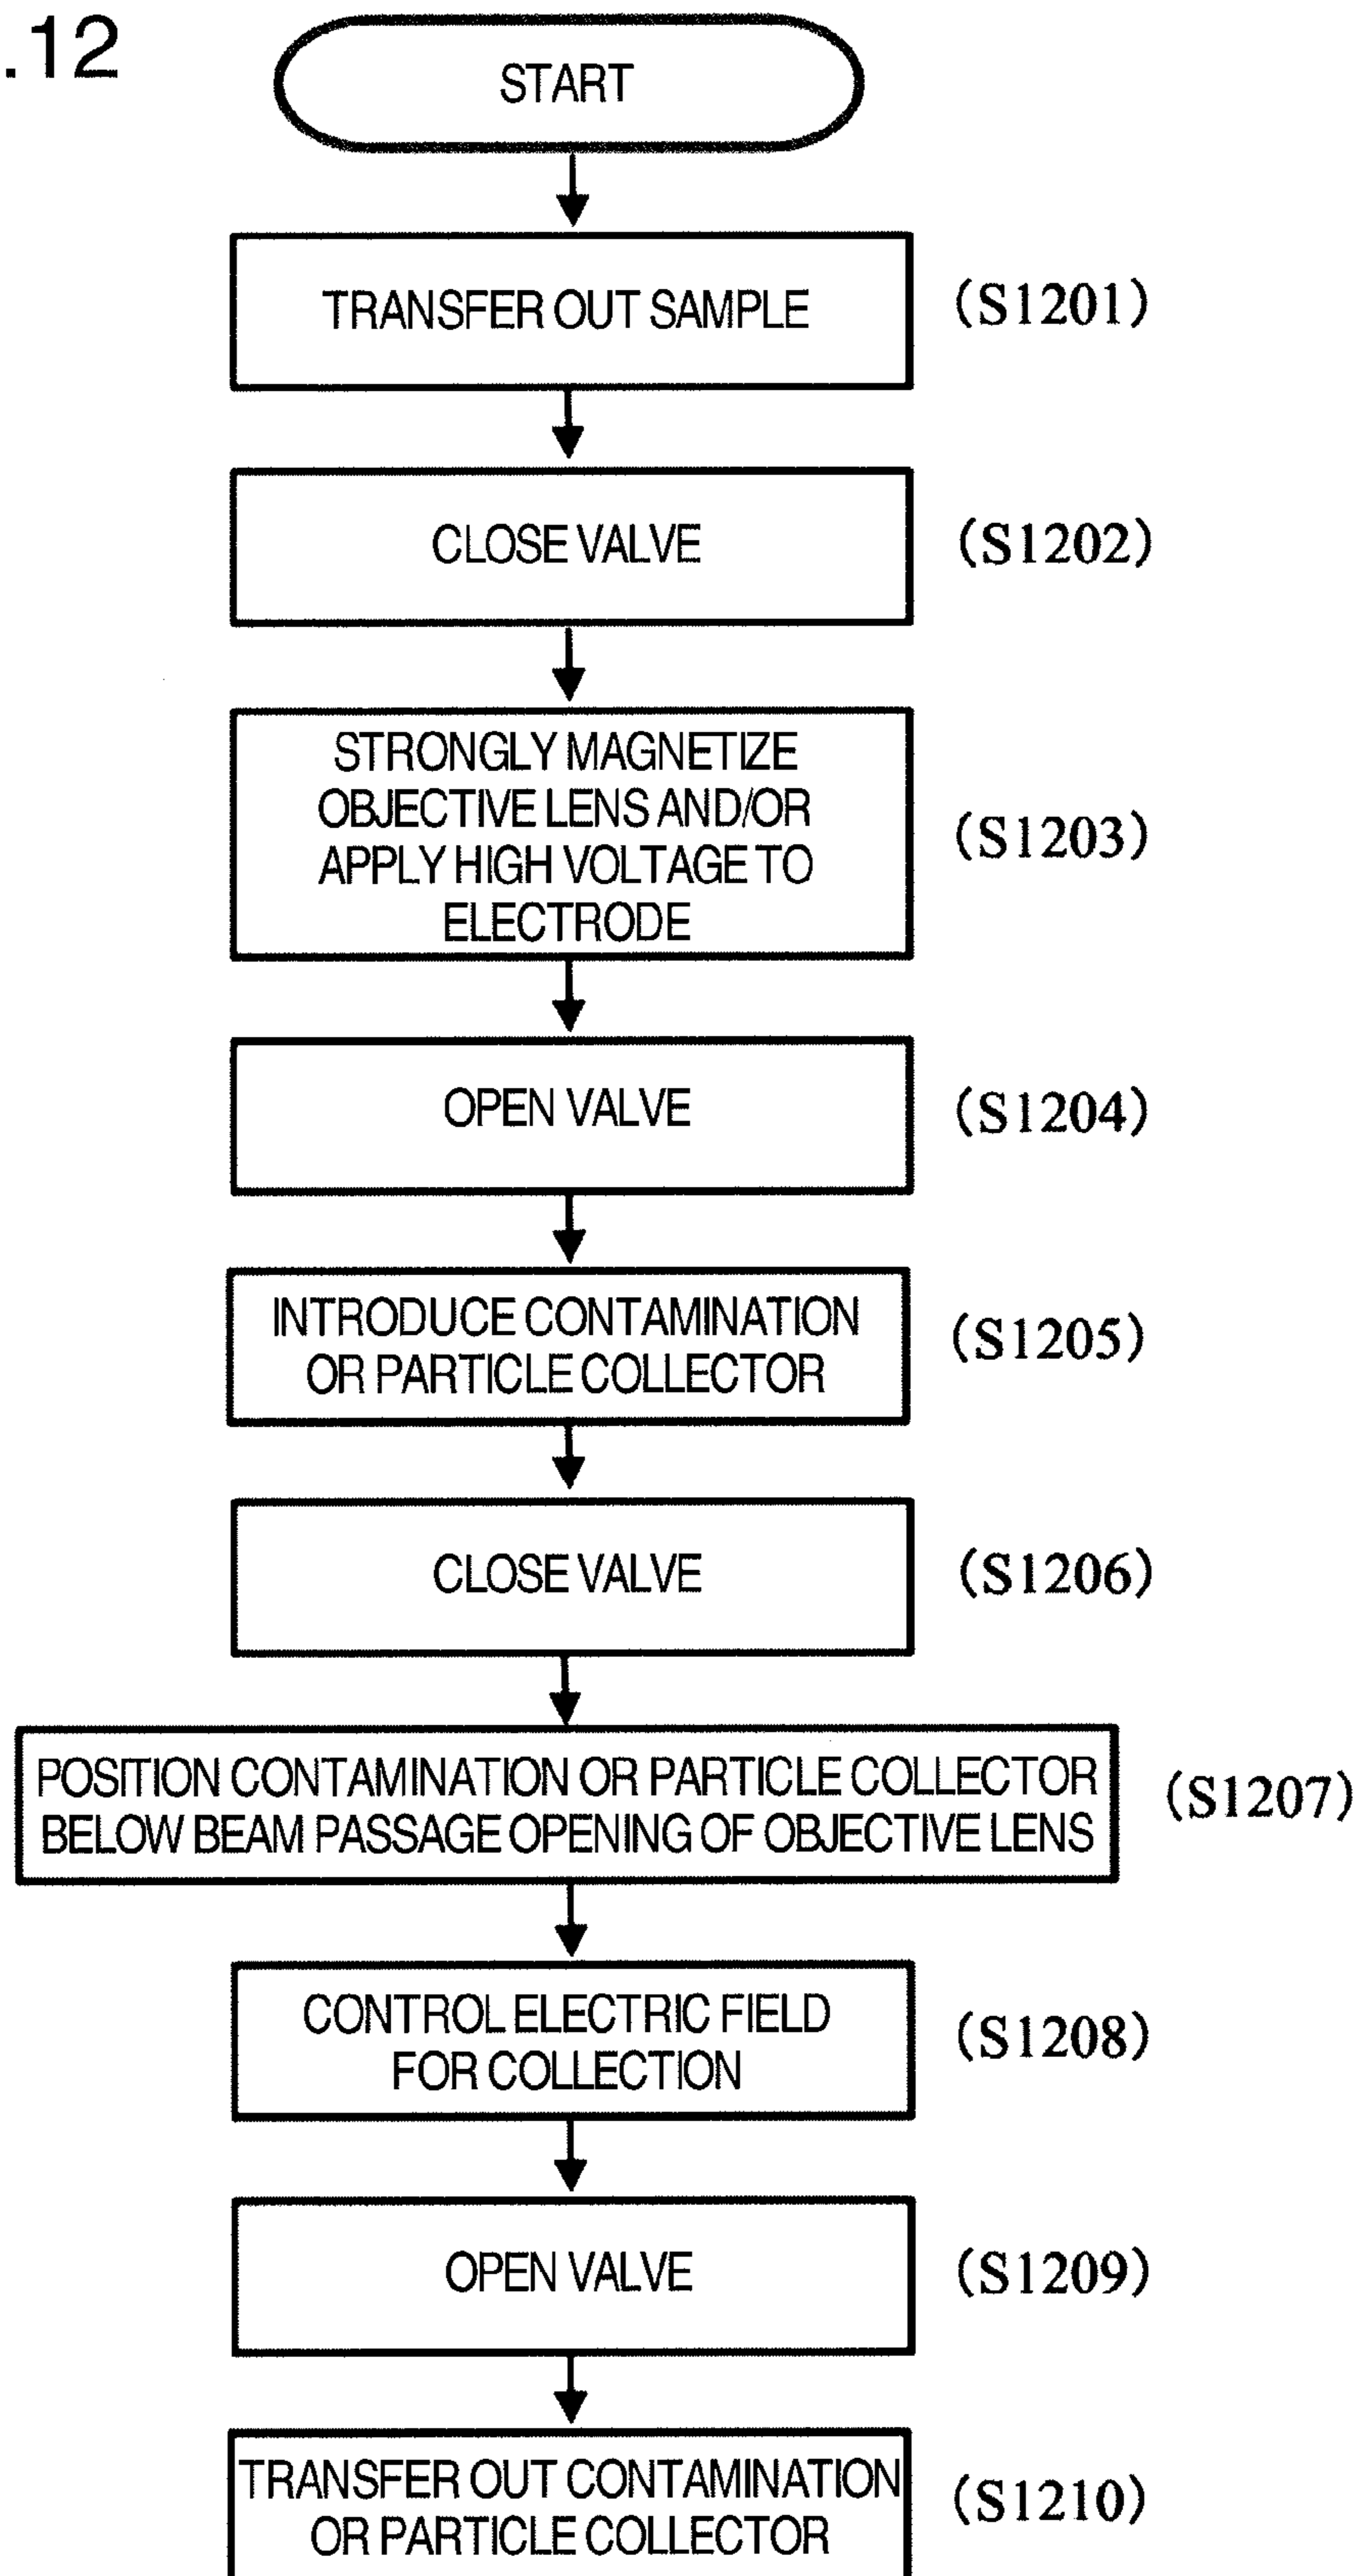 .12
START
TRANSFER OUT SAMPLE
(S1201)
CLOSE VALVE
(S1202)
STRONGLY MAGNETIZE
OBJECTIVE LENS AND/OR
APPLY HIGH VOLTAGE TO
ELECTRODE
(S1203)
OPEN VALVE
(S1204)
INTRODUCE CONTAMINATION
OR PARTICLE COLLECTOR
(S1205)
CLOSE VALVE
(S1206)
POSITION CONTAMINATION OR PARTICLE COLLECTOR
BELOW BEAM PASSAGE OPENING OF OBJECTIVE LENS
(S1207)
CONTROL ELECTRIC FIELD
FOR COLLECTION
(S1208)
OPEN VALVE
(S1209)
TRANSFER OUT CONTAMINATION
OR PARTICLE COLLECTOR
(S1210)